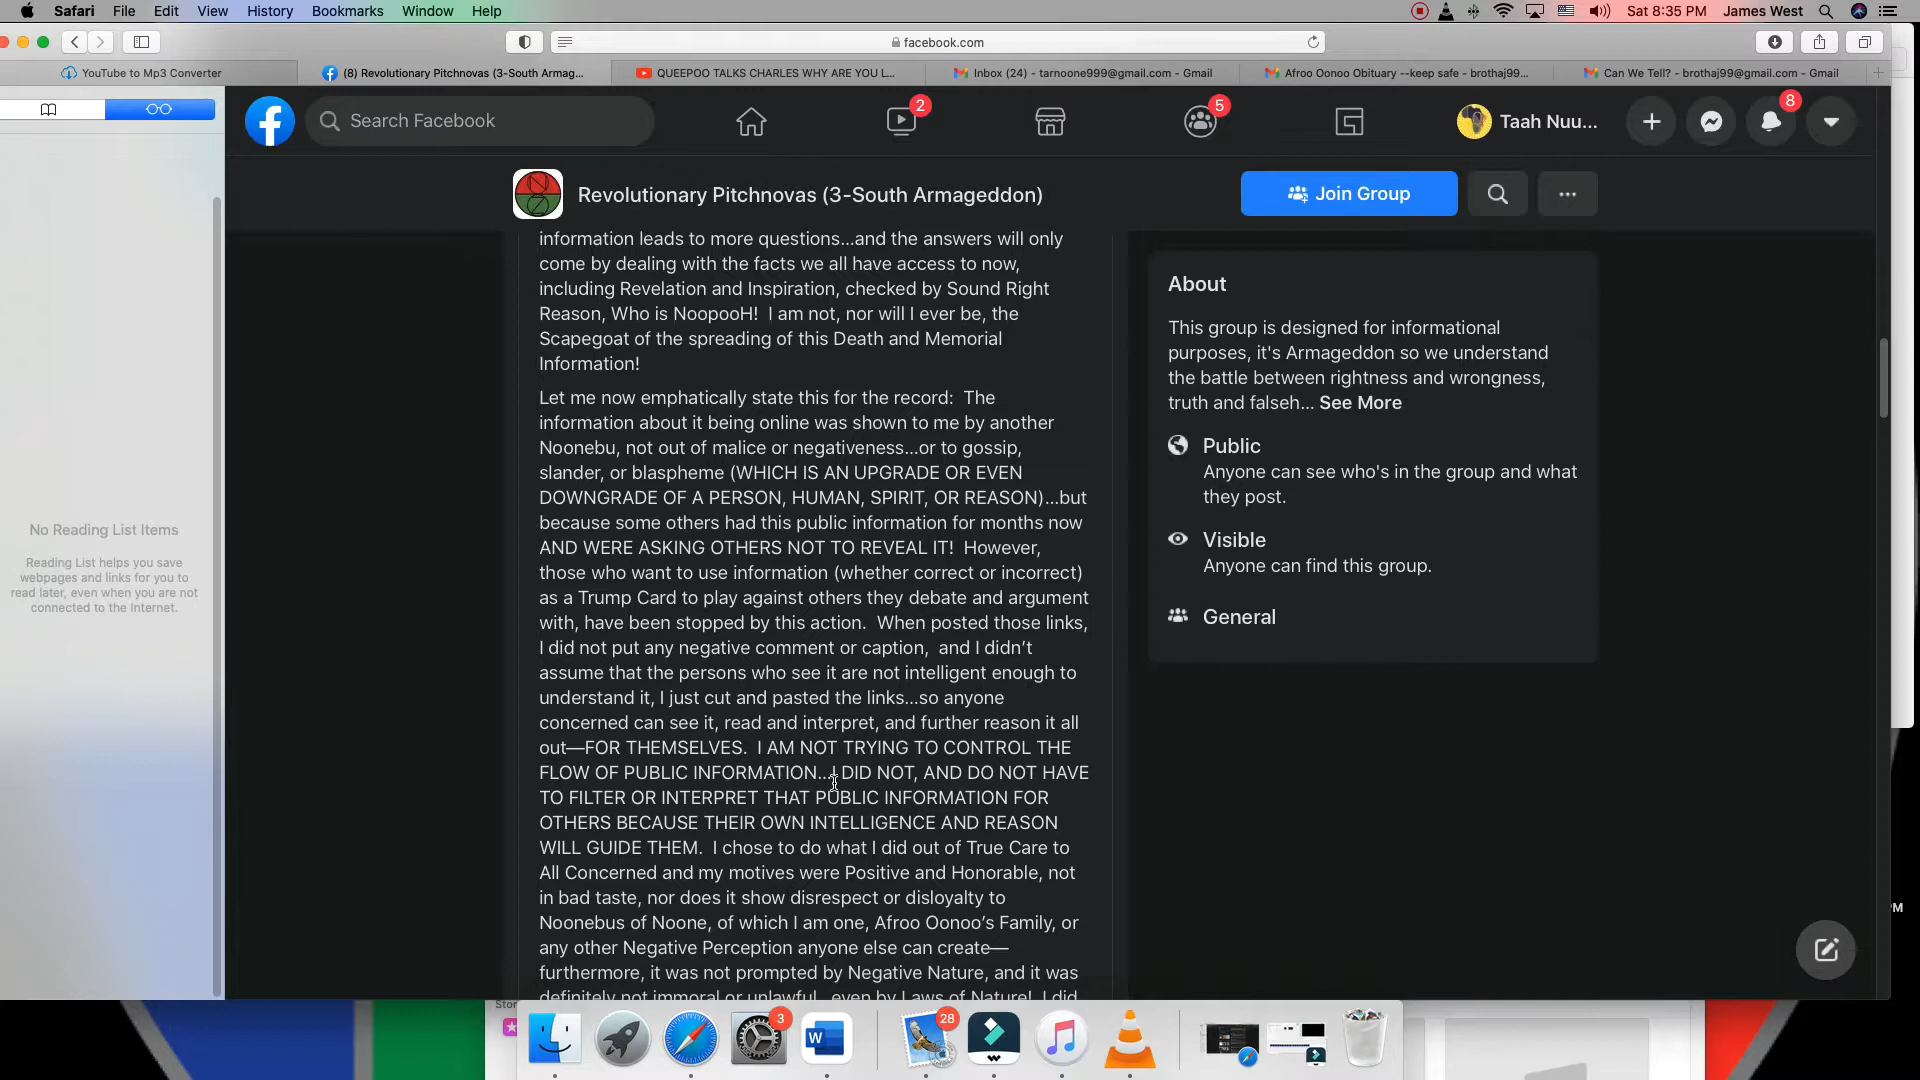 Safari File Edit View History Bookmarks Window Help
Sat 8:35 PM James West
facebook.com
YouTube to Mp3 Converter
(8) Revolutionary Pitchnovas (3-South Armag...
QUEEPOO TALKS CHARLES WHY ARE YOU L...
Inbox (24) - tarnoone999@gmail.com - Gmail
Afroo Oonoo Obituary --keep safe - brothaj99...
Can We Tell? - brothaj99@gmail.com - Gmail
Search Facebook
2
5
Taah Nuu...
8
Revolutionary Pitchnovas (3-South Armageddon)
Join Group
information leads to more questions...and the answers will only
come by dealing with the facts we all have access to now,
including Revelation and Inspiration, checked by Sound Right
Reason, Who is NoopooH!  I am not, nor will I ever be, the
Scapegoat of the spreading of this Death and Memorial
Information!
Let me now emphatically state this for the record:  The
information about it being online was shown to me by another
Noonebu, not out of malice or negativeness...or to gossip,
slander, or blaspheme (WHICH IS AN UPGRADE OR EVEN
DOWNGRADE OF A PERSON, HUMAN, SPIRIT, OR REASON)...but
because some others had this public information for months now
AND WERE ASKING OTHERS NOT TO REVEAL IT!  However,
those who want to use information (whether correct or incorrect)
as a Trump Card to play against others they debate and argument
with, have been stopped by this action.  When posted those links,
I did not put any negative comment or caption,  and I didn't
assume that the persons who see it are not intelligent enough to
understand it, I just cut and pasted the links...so anyone
concerned can see it, read and interpret, and further reason it all
out—FOR THEMSELVES.  I AM NOT TRYING TO CONTROL THE
FLOW OF PUBLIC INFORMATION...I DID NOT, AND DO NOT HAVE
TO FILTER OR INTERPRET THAT PUBLIC INFORMATION FOR
OTHERS BECAUSE THEIR OWN INTELLIGENCE AND REASON
WILL GUIDE THEM.  I chose to do what I did out of True Care to
All Concerned and my motives were Positive and Honorable, not
in bad taste, nor does it show disrespect or disloyalty to
Noonebus of Noone, of which I am one, Afroo Oonoo's Family, or
any other Negative Perception anyone else can create—
furthermore, it was not prompted by Negative Nature, and it was
definitely not immoral or unlawful...even by Laws of Nature!  I did
About
This group is designed for informational
purposes, it's Armageddon so we understand
the battle between rightness and wrongness,
truth and falseh... See More
Public
Anyone can see who's in the group and what
they post.
Visible
Anyone can find this group.
General
No Reading List Items
Reading List helps you save
webpages and links for you to
read later, even when you are not
connected to the Internet.
PM
Stor
3
W
28